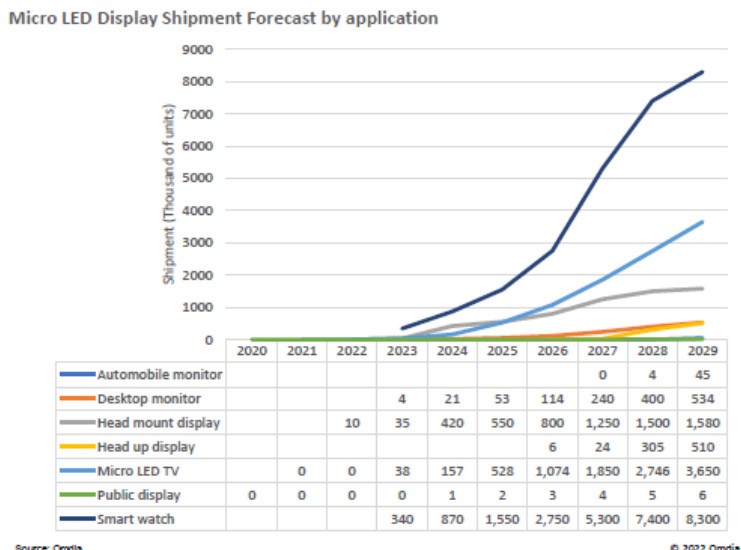 Micro LED Display Shipment Forecast by application
9000
8000
7000
6000
5000
4000
3000
2000
1000
0
Shipment (Thousand of units)
2020 2021 2022 2023 2024 2025 2026 2027 2028 2029
Automobile monitor 0 4 45
Desktop monitor 4 21 53 114 240 400 534
Head mount display 10 35 420 550 800 1,250 1,500 1,580
Head up display 6 24 305 510
Micro LED TV 0 0 38 157 528 1,074 1,850 2,746 3,650
Public display 0 0 0 0 1 2 3 4 5 6
Smart watch 340 870 1,550 2,750 5,300 7,400 8,300
Source: Omdia
© 2022 Omdia